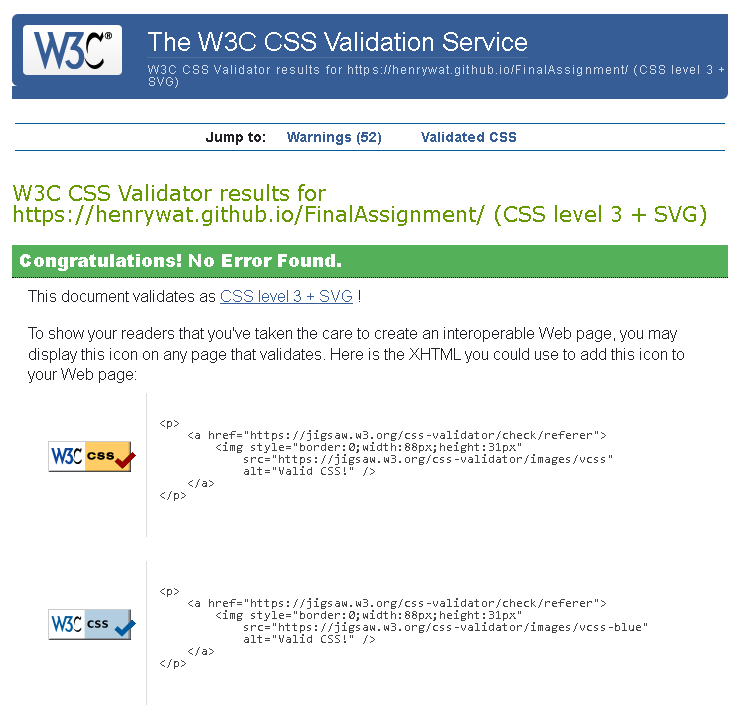 W3C®
The W3C CSS Validation Service
W3C CSS Validator results for https://henrywat.github.io/FinalAssignment/ (CSS level 3 +
SVG)
Jump to: Warnings (52) Validated CSS
W3C CSS Validator results for
https://henrywat.github.io/FinalAssignment/ (CSS level 3 + SVG)
Congratulations! No Error Found.
This document validates as CSS level 3 + SVG !
To show your readers that you've taken the care to create an interoperable Web page, you may
display this icon on any page that validates. Here is the XHTML you could use to add this icon to
your Web page:
W3C css
<p>
    <a href="https://jigsaw.w3.org/css-validator/check/referer">
        <img style="border:0;width:88px;height:31px"
            src="https://jigsaw.w3.org/css-validator/images/vcss"
            alt="Valid CSS!" />
    </a>
</p>
W3C css
<p>
    <a href="https://jigsaw.w3.org/css-validator/check/referer">
        <img style="border:0;width:88px;height:31px"
            src="https://jigsaw.w3.org/css-validator/images/vcss-blue"
            alt="Valid CSS!" />
    </a>
</p>